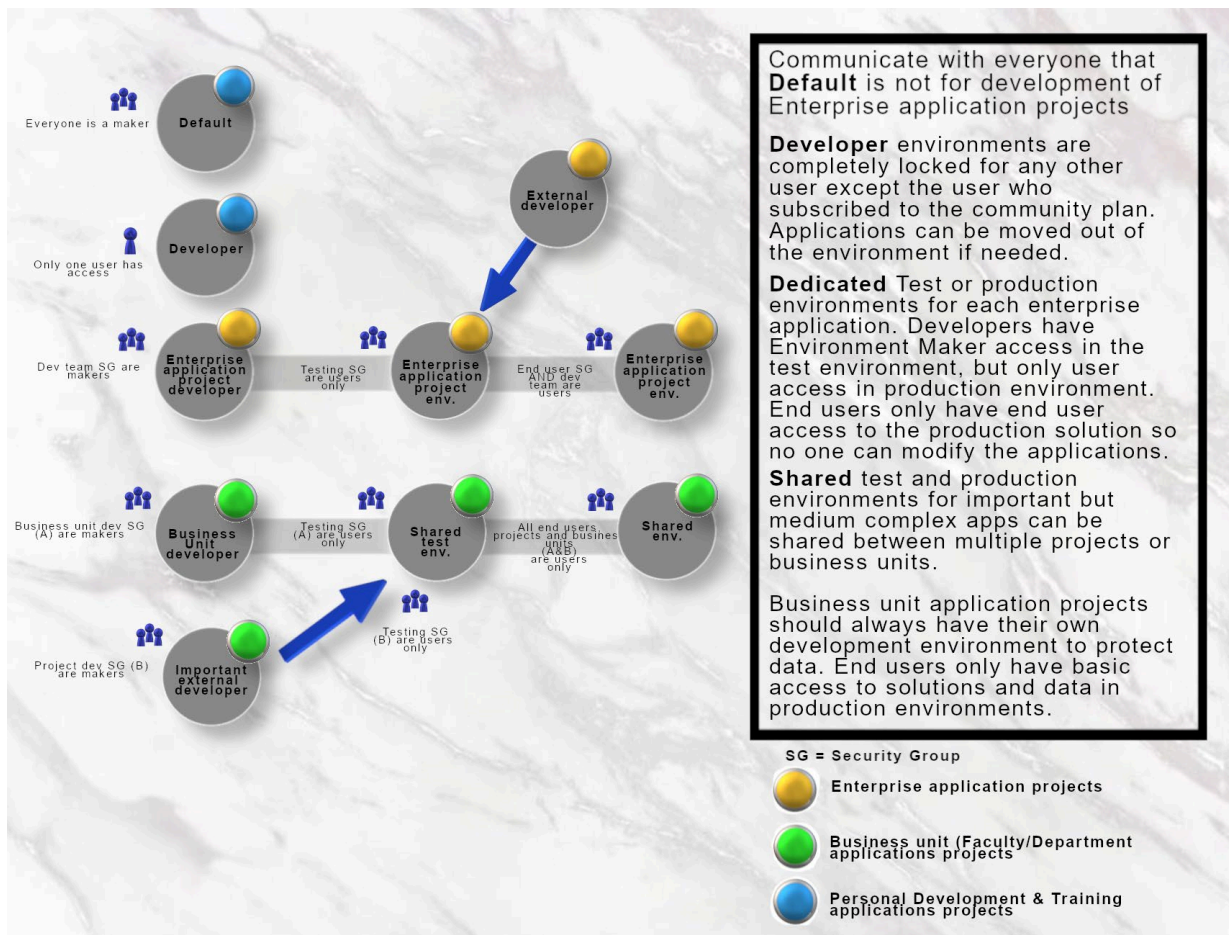 Everyone is a maker
Default
External
developer
Only one user has
access
Developer
Dev team SG are
makers
Enterprise
application
project
developer
Testing SG
are users
only
Enterprise
application
project
env.
End user SG
AND dev
team are
users
Enterprise
application
project
env.
Business unit dev SG
(A) are makers
Business
Unit
developer
Testing SG
(A) are users
only
Shared
test
env.
All end users
projects and busines
units
(A&B)
are users
only
Shared
env.
Testing SG
(B) are users
only
Project dev SG (B)
are makers
Important
external
developer
Communicate with everyone that
Default is not for development of
Enterprise application projects
Developer environments are
completely locked for any other
user except the user who
subscribed to the community plan.
Applications can be moved out of
the environment if needed.
Dedicated Test or production
environments for each enterprise
application. Developers have
Environment Maker access in the
test environment, but only user
access in production environment.
End users only have end user
access to the production solution so
no one can modify the applications.
Shared test and production
environments for important but
medium complex apps can be
shared between multiple projects or
business units.
Business unit application projects
should always have their own
development environment to protect
data. End users only have basic
access to solutions and data in
production environments.
SG = Security Group
Enterprise application projects
Business unit (Faculty/Department
applications projects
Personal Development & Training
applications projects